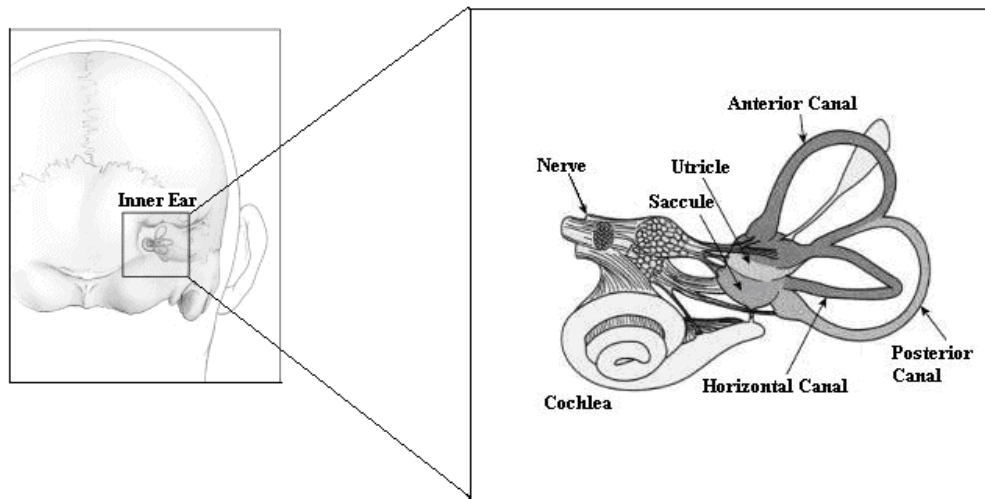 Inner Ear
Anterior Canal
Utricle
Nerve
Saccule
Posterior
Canal
Horizontal Canal
Cochlea